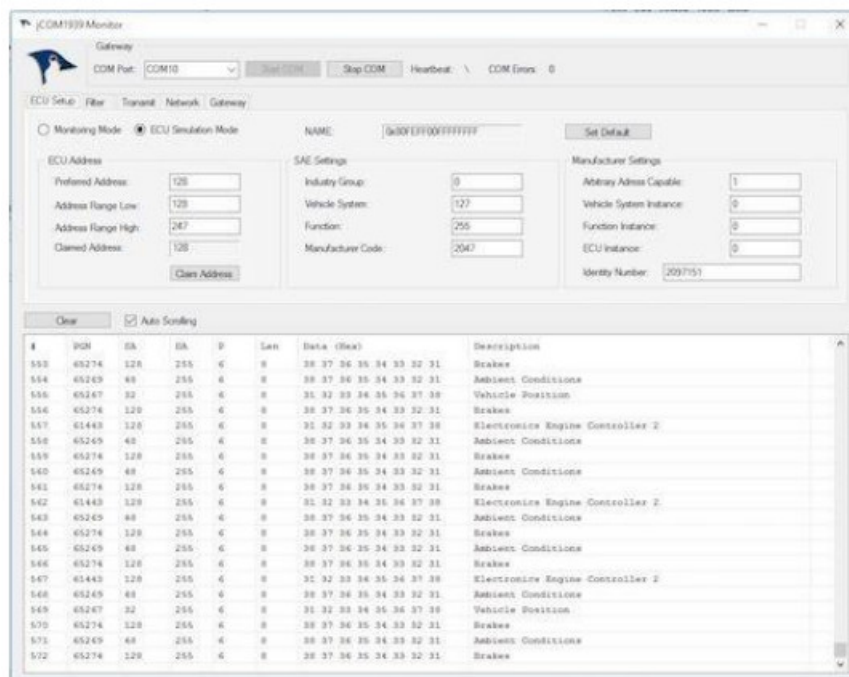 jCOM1939 Monitor
Gateway
COM Port: COM10 Start COM Stop COM Heartbeat: \ COM Errors: 0
ECU Setup Filter Transmit Network Gateway
Monitoring Mode ECU Simulation Mode NAME: Set Default
ECU Address SAE Settings Manufacturer Settings
Preferred Address: 128 Industry Group: 0 Arbitrary Adress Capable: 1
Address Range Low: 128 Vehicle System: 127 Vehicle System Instance: 0
Address Range High: 247 Function: 255 Function Instance: 0
Claimed Address: 128 Manufacturer Code: 2047 ECU Instance: 0
Claim Address Identity Number: 2097151
Clear Auto Scrolling
# PGN P Len Data (Hex) Description
553 65274 128 255 6 8 38 37 36 35 34 33 32 31 Brakes
554 65269 255 6 8 38 37 36 35 34 33 32 31 Ambient Conditions
555 65267 32 255 6 8 31 32 33 34 35 36 37 38 Vehicle Position
556 65274 128 255 6 8 38 37 36 35 34 33 32 31 Brakes
557 61443 128 255 6 8 31 32 33 34 35 36 37 38 Electronics Engine Controller 2
558 65269 255 6 8 38 37 36 35 34 33 32 31 Ambient Conditions
559 65274 128 255 6 8 38 37 36 35 34 33 32 31 Brakes
560 65269 255 6 8 38 37 36 35 34 33 32 31 Ambient Conditions
561 65274 128 255 6 8 38 37 36 35 34 33 32 31 Brakes
562 61443 128 255 6 8 31 32 33 34 35 36 37 38 Electronics Engine Controller 2
563 65269 255 6 8 38 37 36 35 34 33 32 31 Ambient Conditions
564 65274 128 255 6 8 38 37 36 35 34 33 32 31 Brakes
565 65269 255 6 8 38 37 36 35 34 33 32 31 Ambient Conditions
566 65274 128 255 6 8 38 37 36 35 34 33 32 31 Brakes
567 61443 128 255 6 8 31 32 33 34 35 36 37 38 Electronics Engine Controller 2
568 65269 255 6 8 38 37 36 35 34 33 32 31 Ambient Conditions
569 65267 32 255 6 8 31 32 33 34 35 36 37 38 Vehicle Position
570 65274 128 255 6 8 38 37 36 35 34 33 32 31 Brakes
571 65269 255 6 8 38 37 36 35 34 33 32 31 Ambient Conditions
572 65274 128 255 6 8 38 37 36 35 34 33 32 31 Brakes